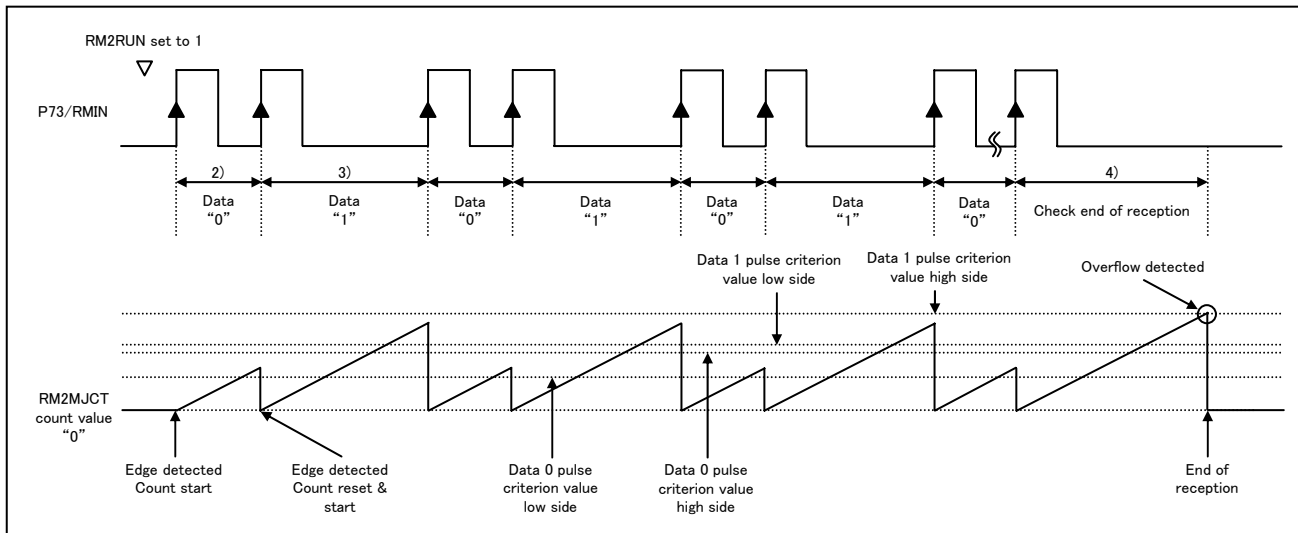 RM2RUN set to 1
P73/RMIN
2)
3)
4)
Data
“0”
Data
“1”
Data
“0”
Data
“1”
Data
“0”
Data
“1”
Data
“0”
Check end of reception
Data 1 pulse criterion
value low side
Data 1 pulse criterion
value high side
Overflow detected
RM2MJCT
count value
“0”
Edge detected
Count start
Edge detected
Count reset &
start
Data 0 pulse
criterion value
low side
Data 0 pulse
criterion value
high side
End of
reception